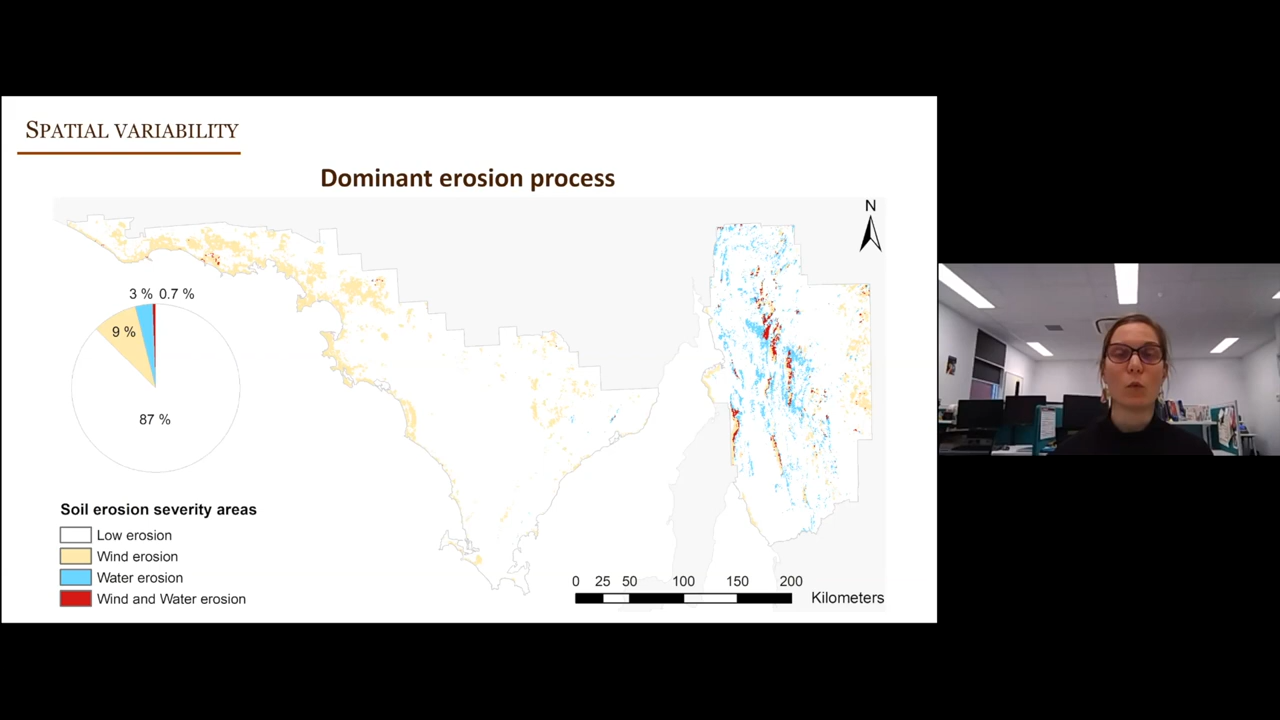 SPATIAL VARIABILITY
Dominant erosion process
N
3 % 0.7 %
9 %
87 %
Soil erosion severity areas
Low erosion
Wind erosion
Water erosion
Wind and Water erosion
0 25 50 100 150 200
Kilometers